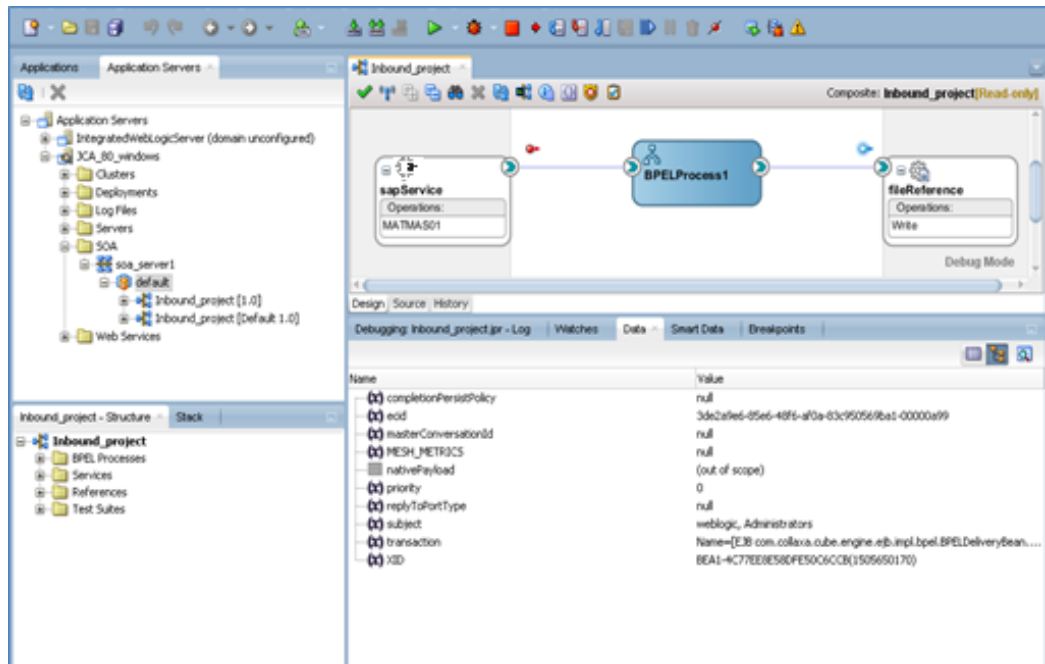 Applications
Application Servers
Application Servers
IntegratedWebLogicServer (domain unconfigured)
JCA_80_windows
Clusters
Deployments
Log Files
Servers
SOA
soa_server1
default
Inbound_project [1.0]
Inbound_project [Default 1.0]
Web Services
Inbound_project - Structure
Stack
Inbound_project
BPEL Processes
Services
References
Test Suites
Inbound_project
Composite: Inbound_project[Read-only]
sapService
Operations:
MATMAS01
BPELProcess1
fileReference
Operations:
Write
Debug Mode
Design Source History
Debugging: Inbound_project.jpr - Log Watches Data Smart Data Breakpoints
Name Value
completionPersistPolicy null
ecid 3de2a9e6-85e6-48f6-af0a-83c950569ba1-00000a99
masterConversationId null
MESH_METRICS null
nativePayload (out of scope)
priority 0
replyToPortType null
subject weblogic, Administrators
transaction Name=[EJB com.collaxa.cube.engine.ejb.impl.bpel.BPELDeliveryBean....
XID BEA1-4C77EE8E58DFE50C6CCB(1505650170)